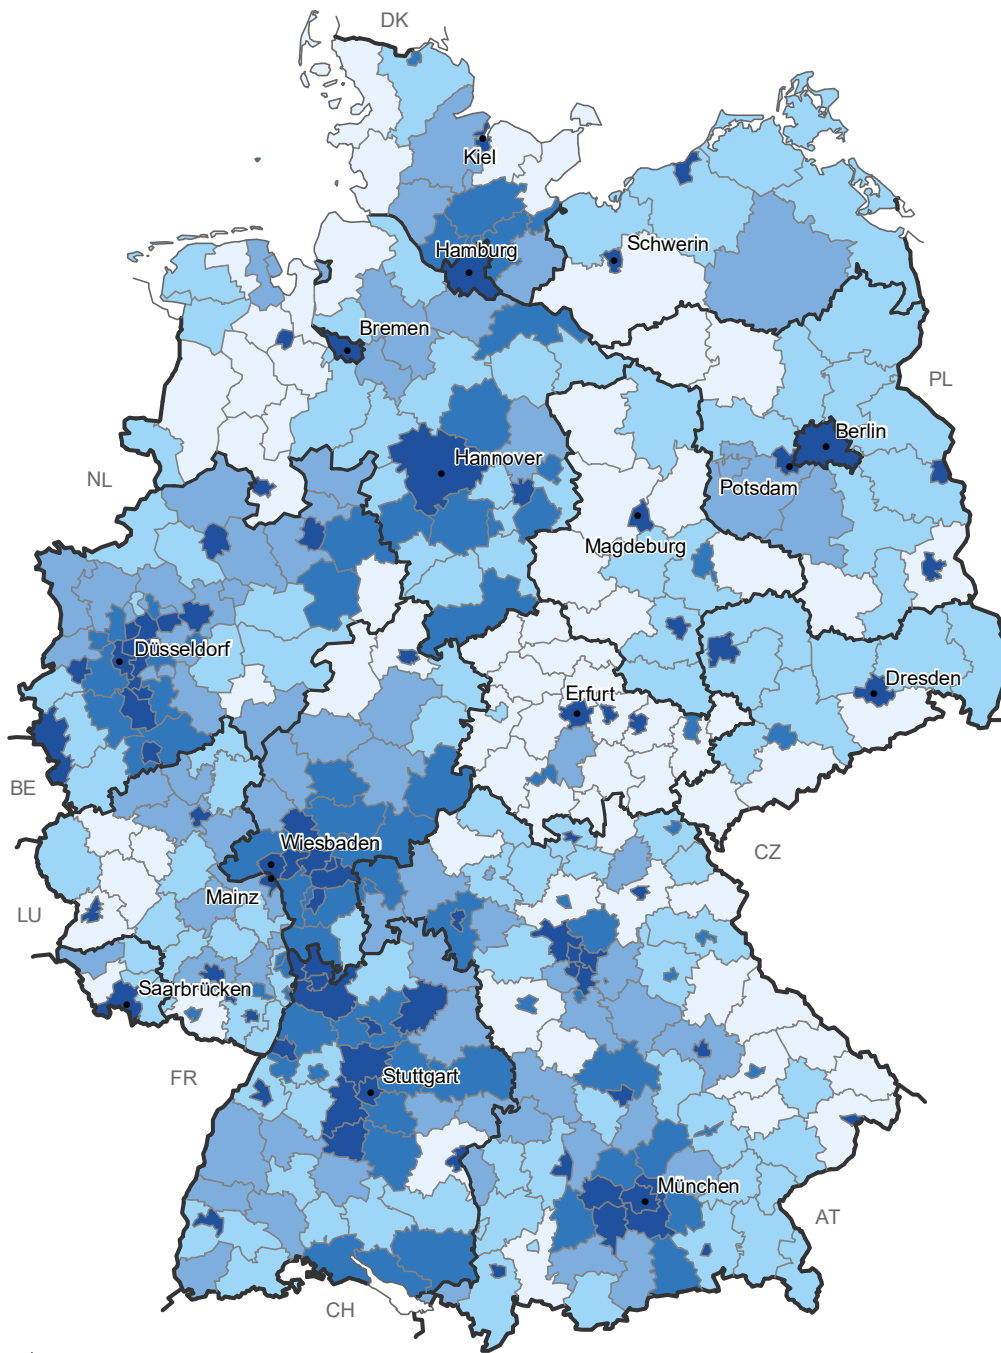 DK
Kiel
Schwerin
Hamburg
Bremen
PL
Berlin
Hannover
NL
Potsdam
Magdeburg
Düsseldorf
Erfurt
Dresden
BE
Wiesbaden
CZ
Mainz
LU
Saarbrücken
FR
Stuttgart
München
AT
CH